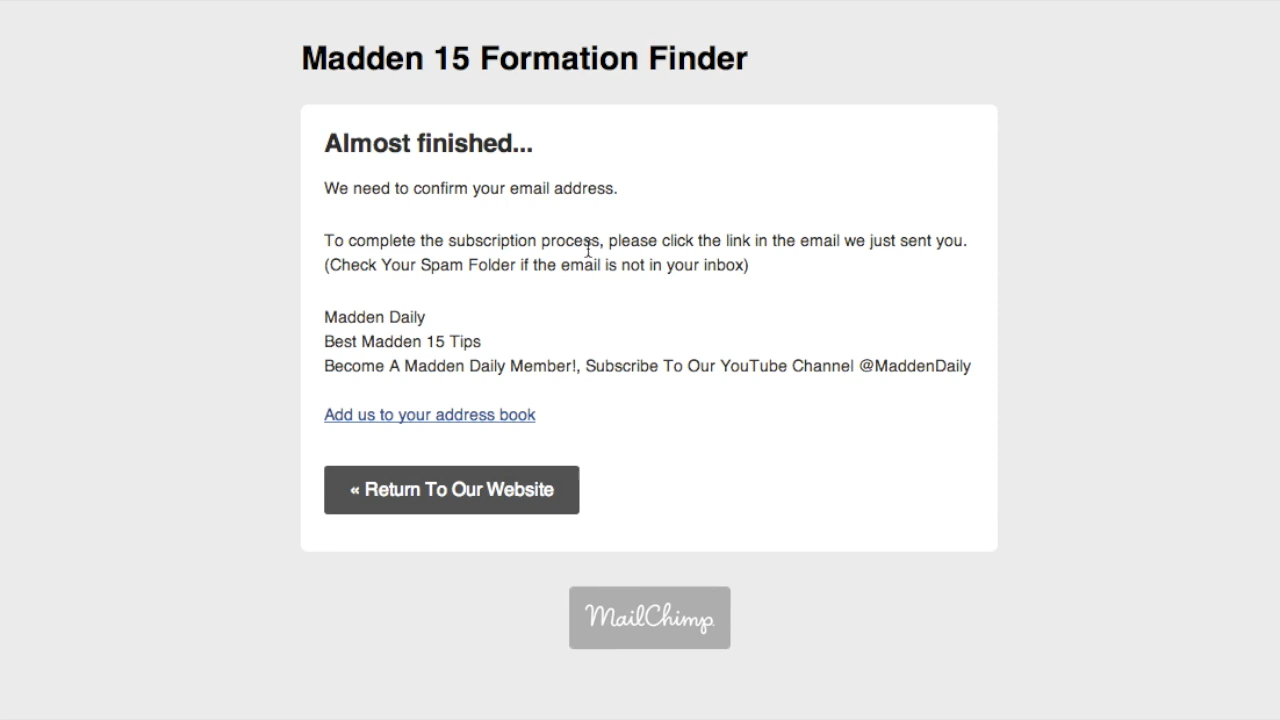 Madden 15 Formation Finder
Almost finished...
We need to confirm your email address.
To complete the subscription process, please click the link in the email we just sent you.
(Check Your Spam Folder if the email is not in your inbox)
Madden Daily
Best Madden 15 Tips
Become A Madden Daily Member!, Subscribe To Our YouTube Channel @MaddenDaily
Add us to your address book
« Return To Our Website
MailChimp